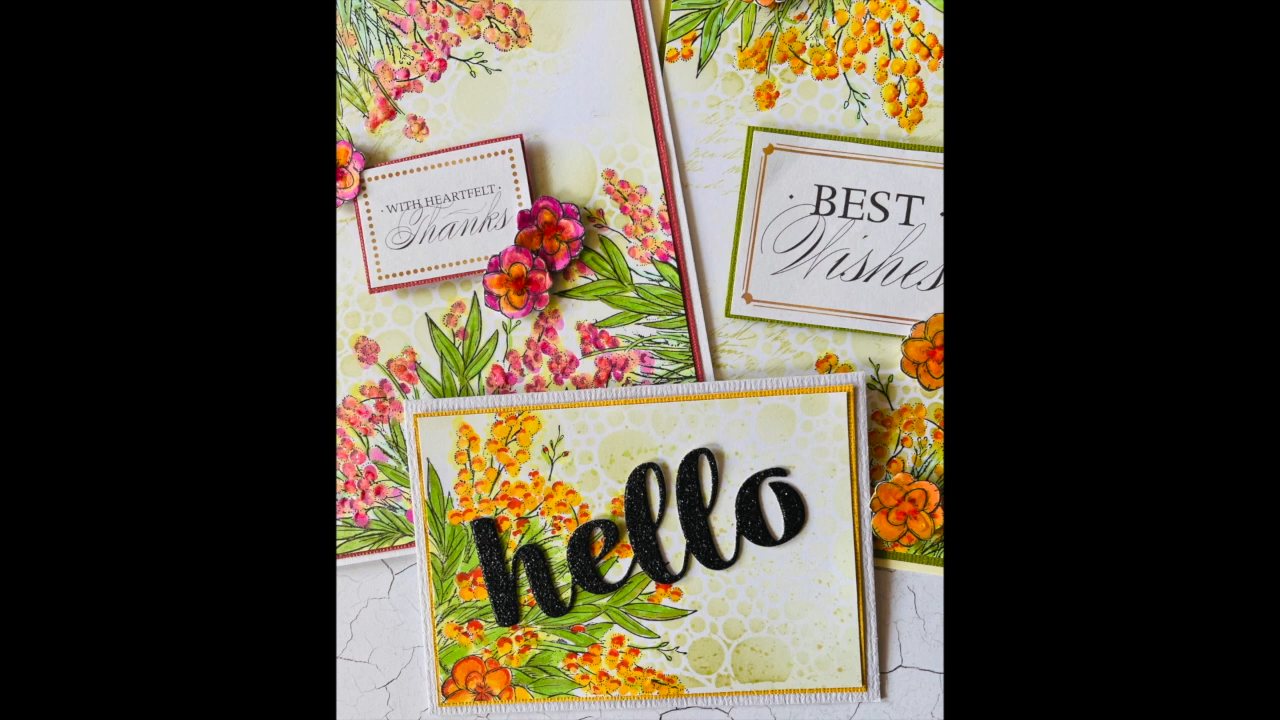 · WITH HEARTFELT ·
Thanks
· BEST ·
Wishes
hello